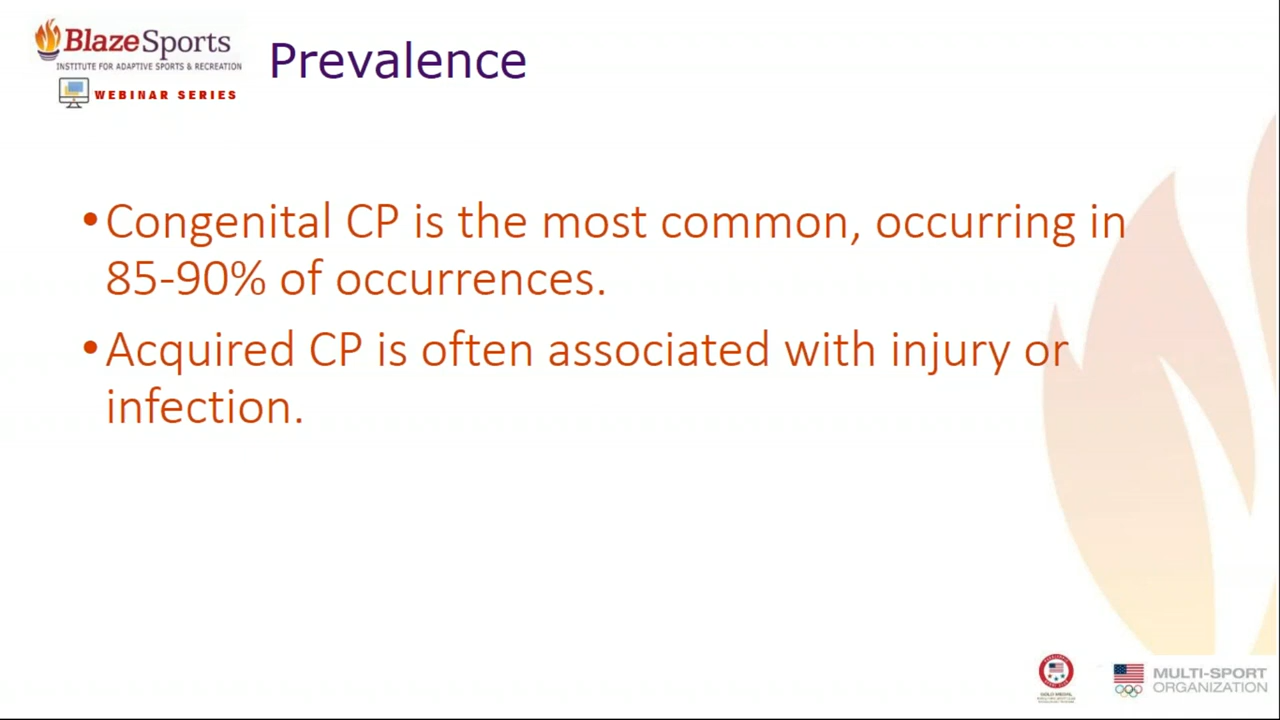 BlazeSports
INSTITUTE FOR ADAPTIVE SPORTS & RECREATION
WEBINAR SERIES
Prevalence
•Congenital CP is the most common, occurring in
85-90% of occurrences.
•Acquired CP is often associated with injury or
infection.
MULTI-SPORT
ORGANIZATION